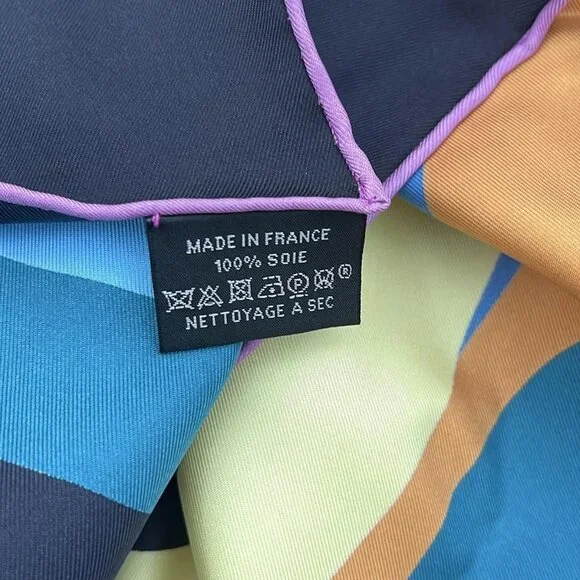 MADE IN FRANCE
100% SOIE
P W ®
NETTOYAGE A SEC